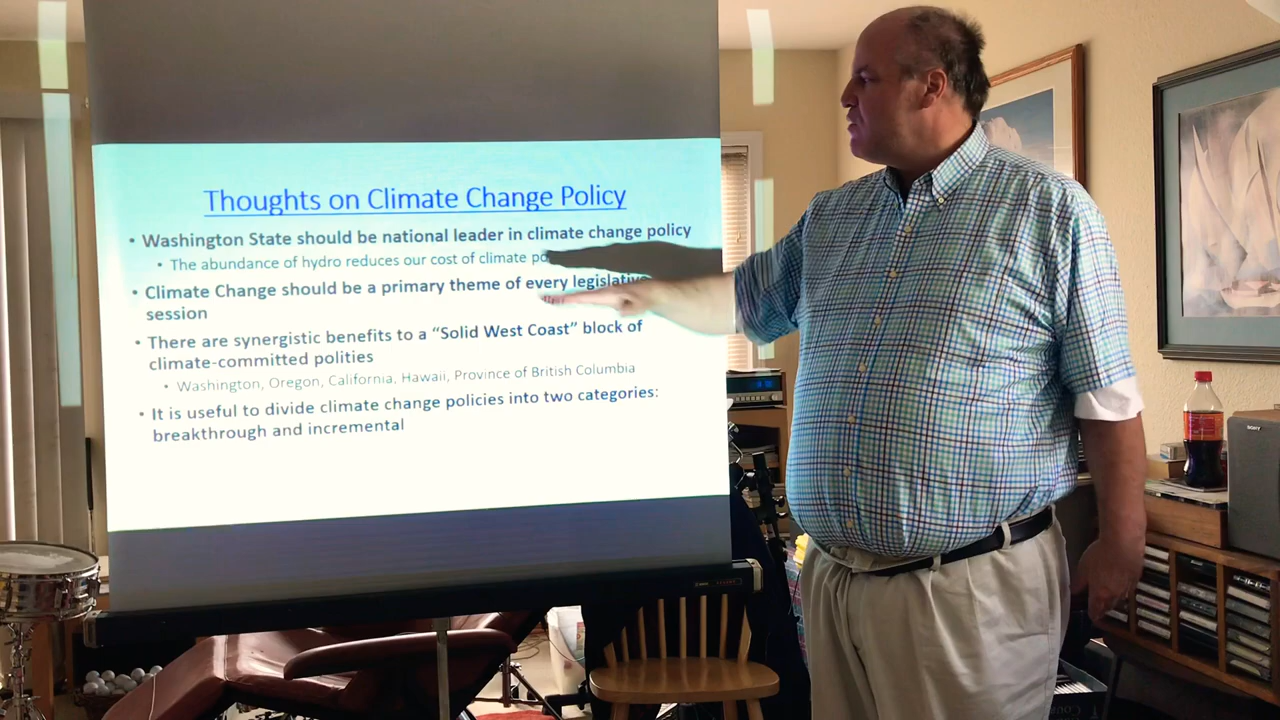 Thoughts on Climate Change Policy
• Washington State should be national leader in climate change policy
• The abundance of hydro reduces our cost of climate
• Climate Change should be a primary theme of every
session
• There are synergistic benefits to a “Solid West Coast” block of
climate-committed polities
• Washington, Oregon, California, Hawaii, Province of British Columbia
• It is useful to divide climate change policies into two categories:
breakthrough and incremental
SONY